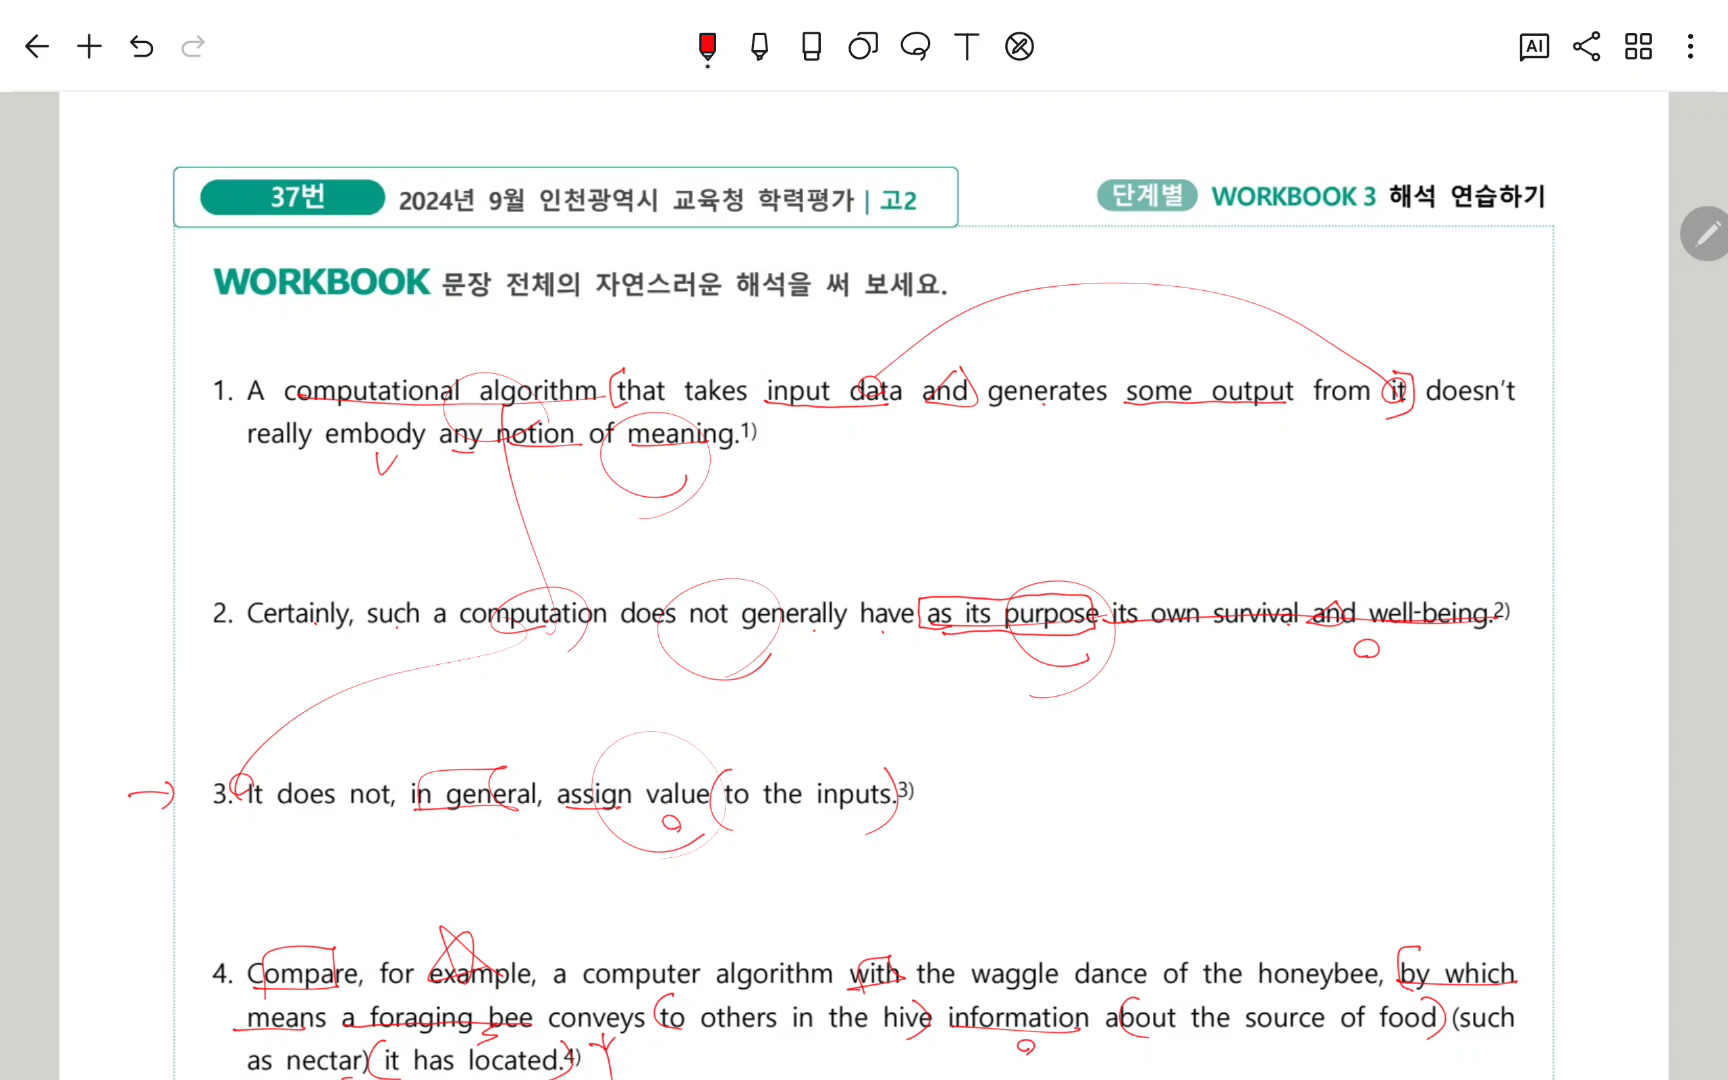 AI
37번 2024년 9월 인천광역시 교육청 학력평가 | 고2 단계별 WORKBOOK 3 해석 연습하기
WORKBOOK 문장 전체의 자연스러운 해석을 써 보세요.
1. A computational algorithm that takes input data and generates some output from it doesn't
really embody any notion of meaning.1)
2. Certainly, such a computation does not generally have as its purpose its own survival and well-being.2)
3. It does not, in general, assign value to the inputs.3)
4. Compare, for example, a computer algorithm with the waggle dance of the honeybee, by which
means a foraging bee conveys to others in the hive information about the source of food (such
as nectar) it has located.4)